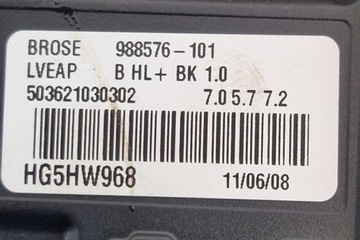 BROSE 988576-101
LVEAP B HL+ BK 1.0
503621030302 7.0 5.7 7.2
HG5HW968 11/06/08